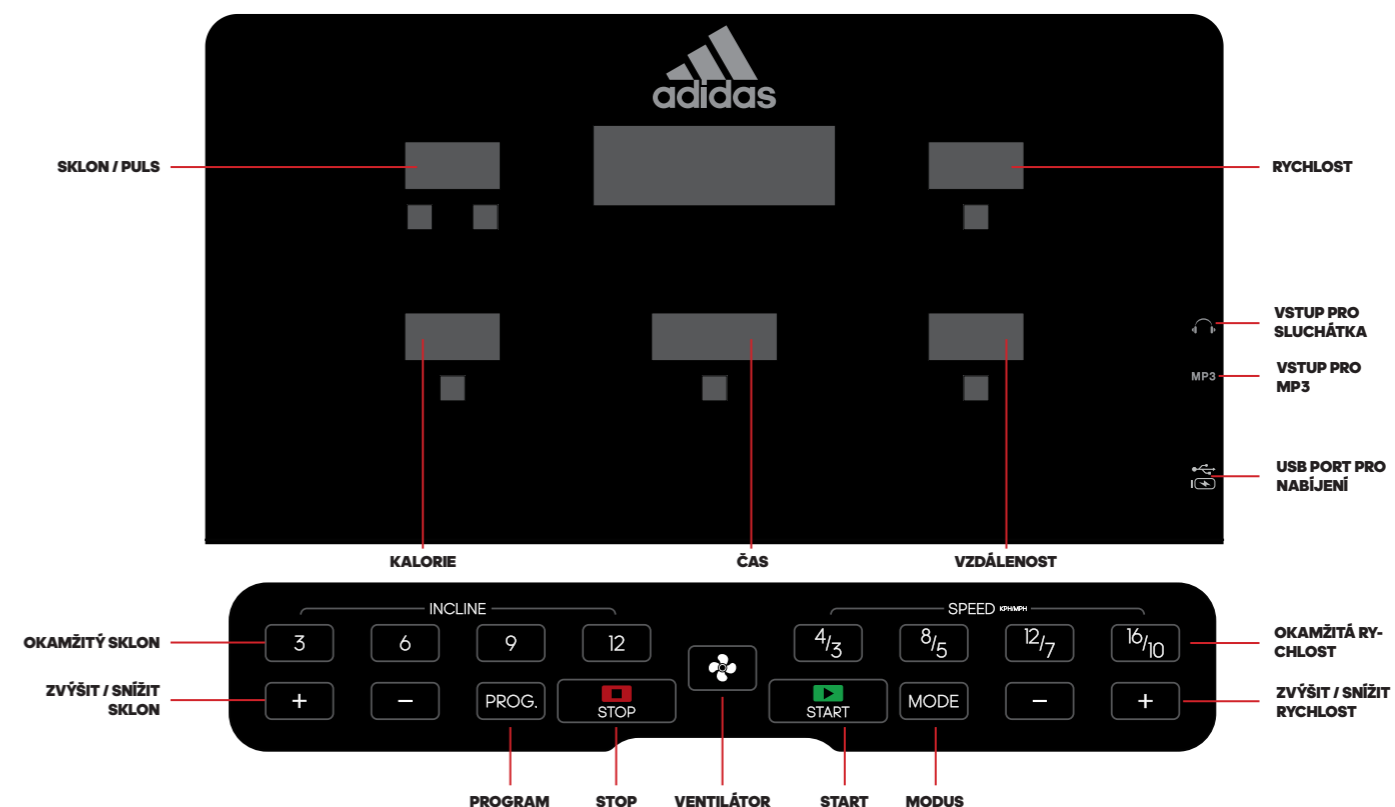 adidas
SKLON / PULS
RYCHLOST
VSTUP PRO
SLUCHÁTKA
MP3
VSTUP PRO
MP3
USB PORT PRO
NABÍJENÍ
KALORIE
ČAS
VZDÁLENOST
INCLINE
SPEED KPH/MPH
OKAMŽITÝ SKLON
3
6
9
12
4/3
8/5
12/7
16/10
OKAMŽITÁ RY-
CHLOST
ZVÝŠIT / SNÍŽIT
SKLON
+
−
PROG.
STOP
START
MODE
−
+
ZVÝŠIT / SNÍŽIT
RYCHLOST
PROGRAM
STOP
VENTILÁTOR
START
MODUS